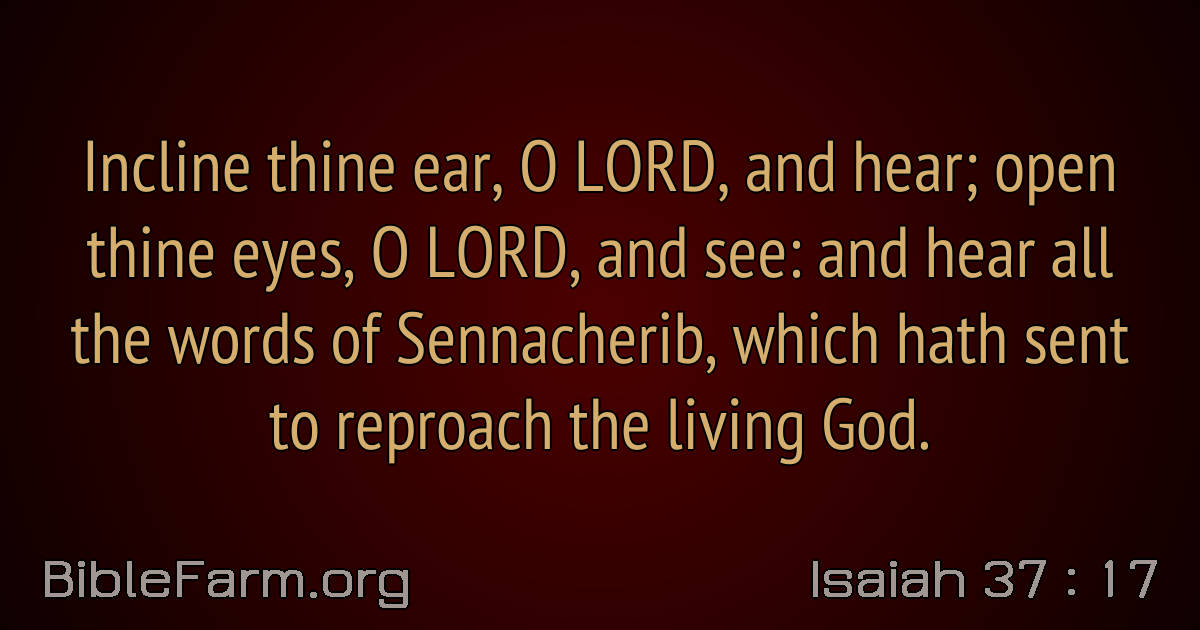 Incline thine ear, O LORD, and hear; open
thine eyes, O LORD, and see: and hear all
the words of Sennacherib, which hath sent
to reproach the living God.
BibleFarm.org
Isaiah 37 : 17